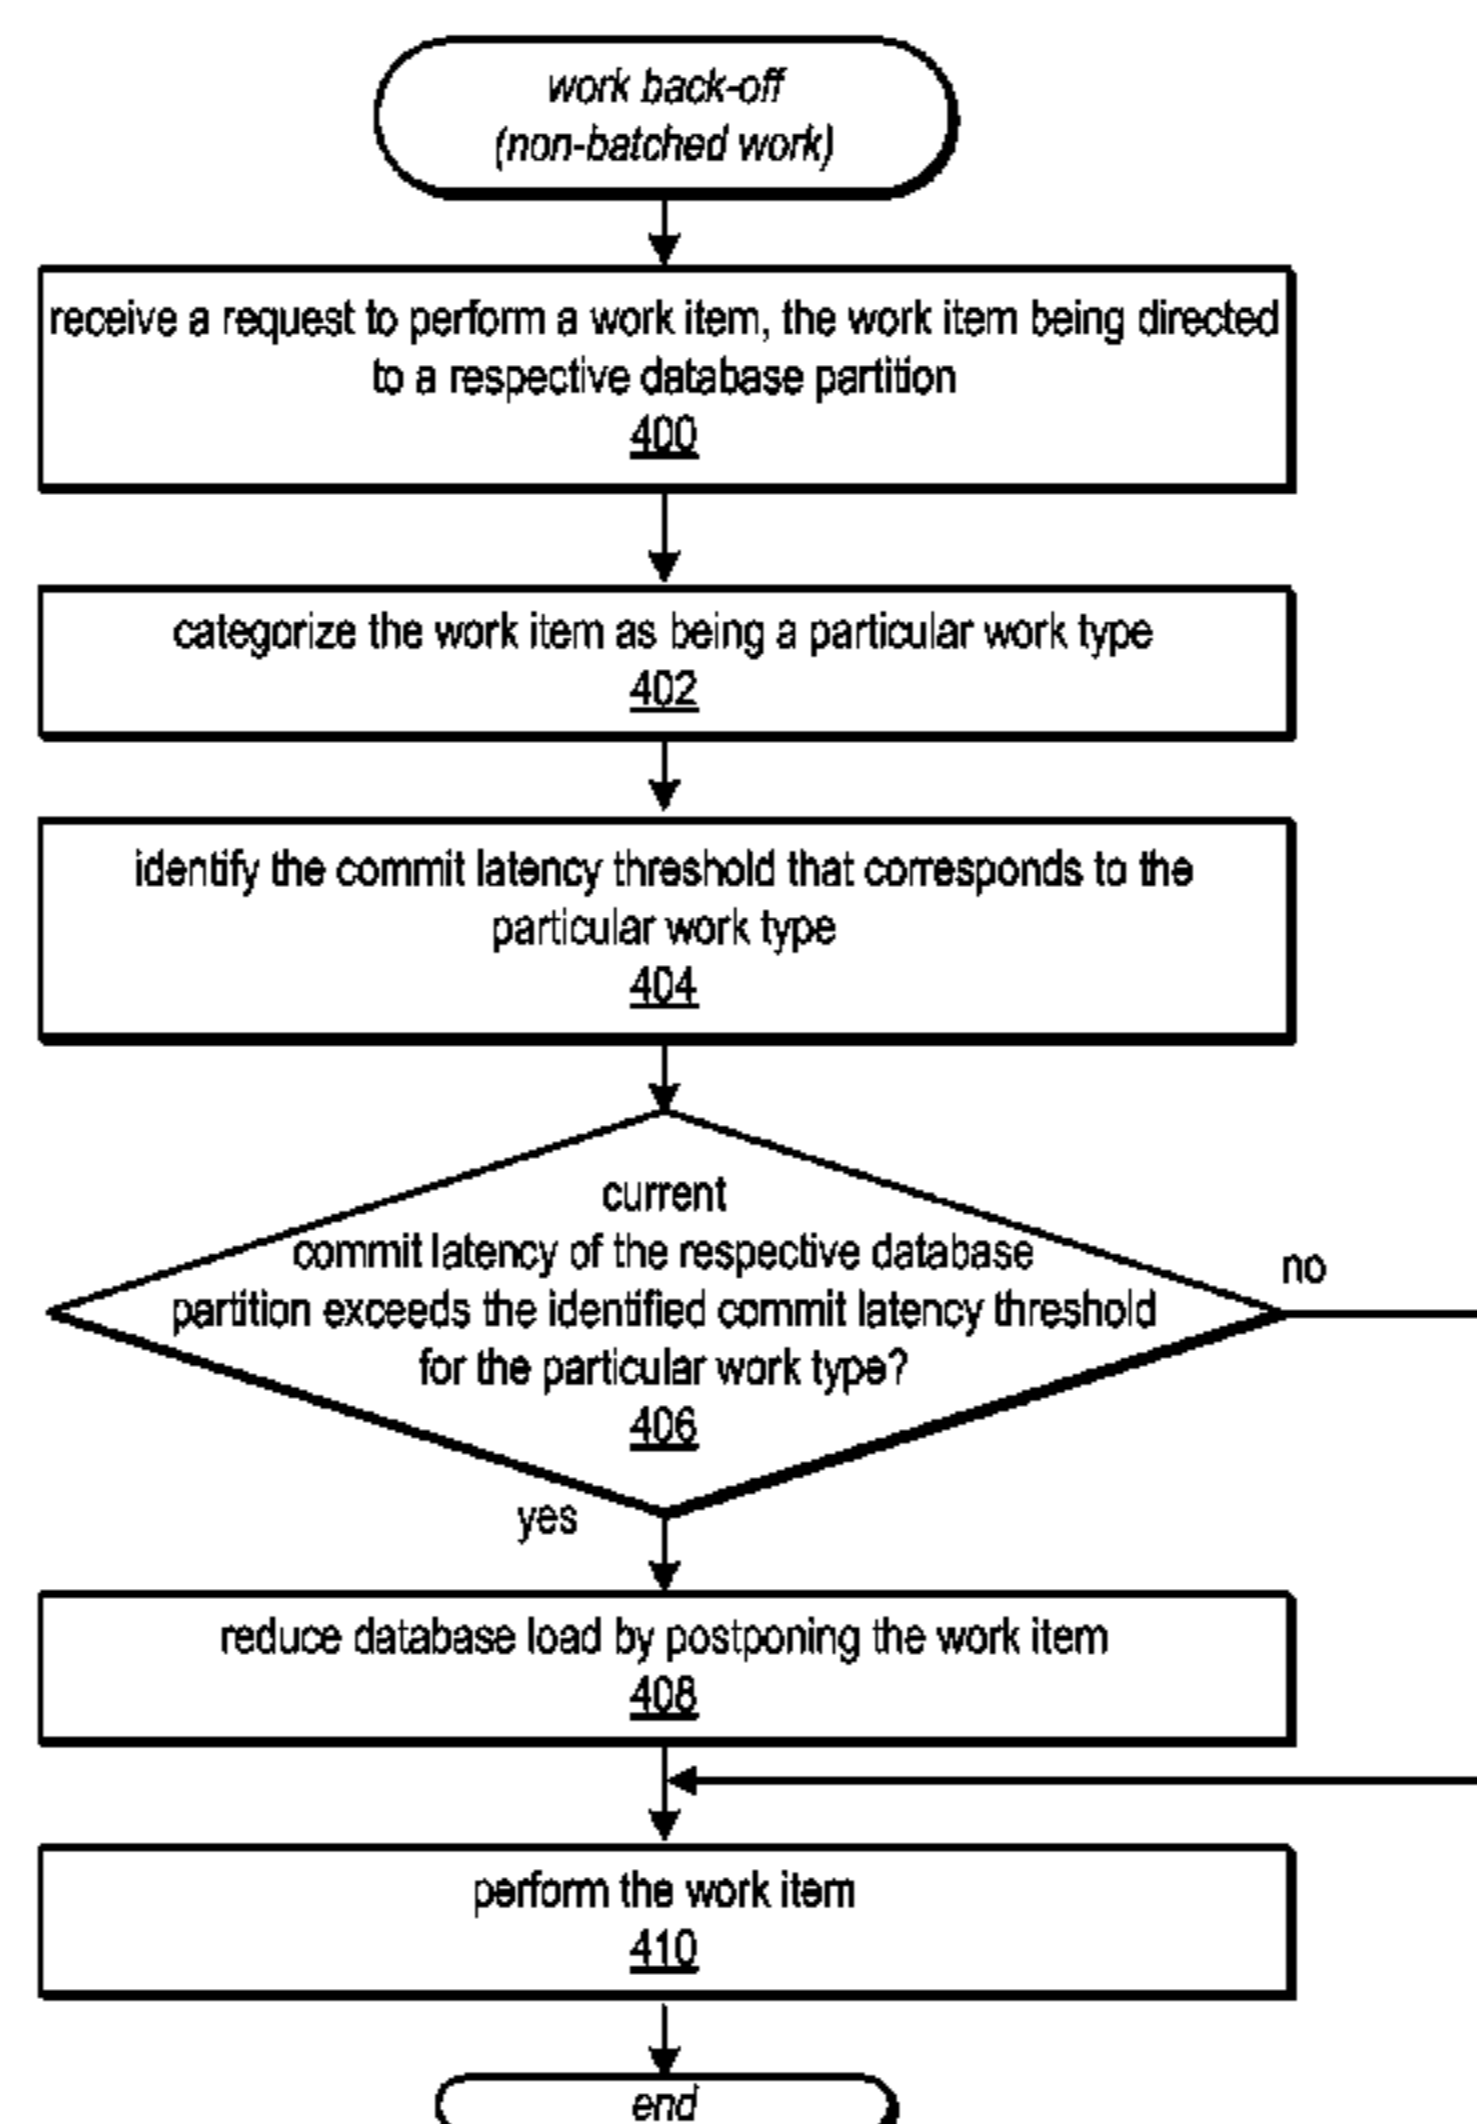 work back-off
(non-batched work)
receive a request to perform a work item, the work item being directed
to a respective database partition
400
categorize the work item as being a particular work type
402
identify the commit latency threshold that corresponds to the
particular work type
404
current
commit latency of the respective database
partition exceeds the identified commit latency threshold
for the particular work type?
406
no
yes
reduce database load by postponing the work item
408
perform the work item
410
end